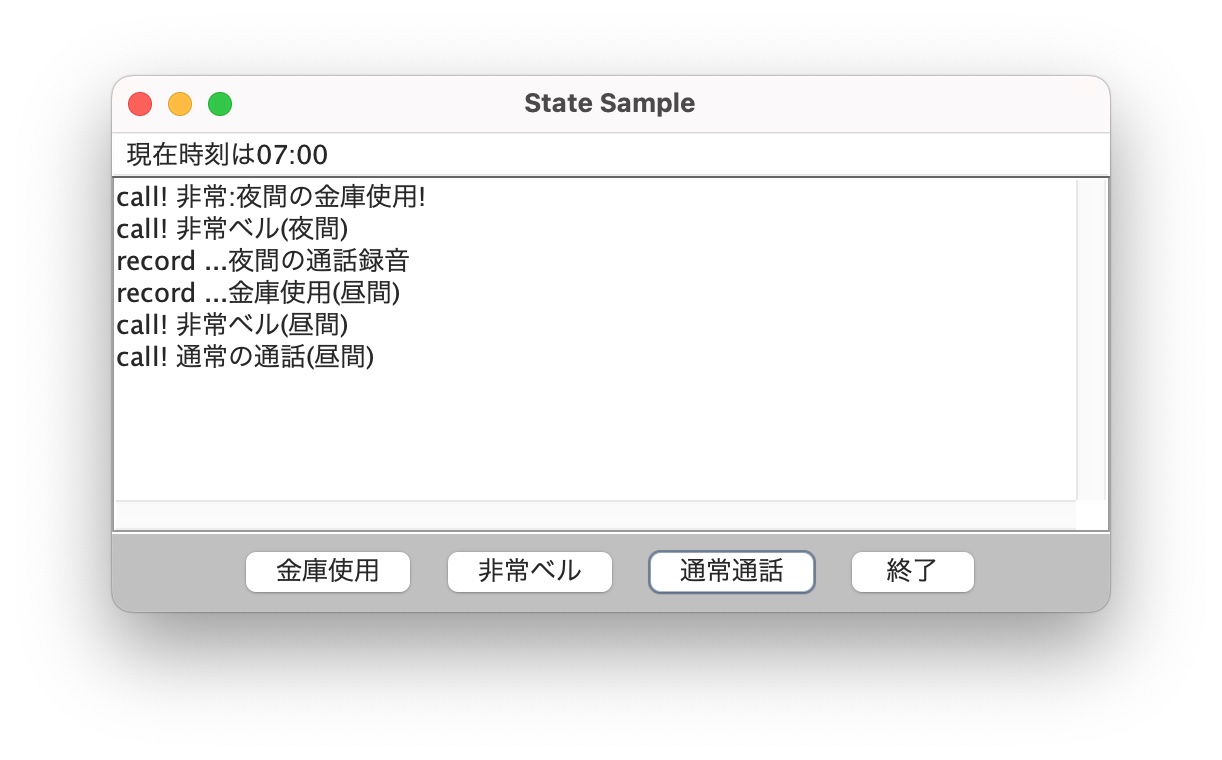 State Sample
現在時刻は07:00
call! 非常:夜間の金庫使用!
call! 非常ベル(夜間)
record ...夜間の通話録音
record ...金庫使用(昼間)
call! 非常ベル(昼間)
call! 通常の通話(昼間)
金庫使用 非常ベル 通常通話 終了